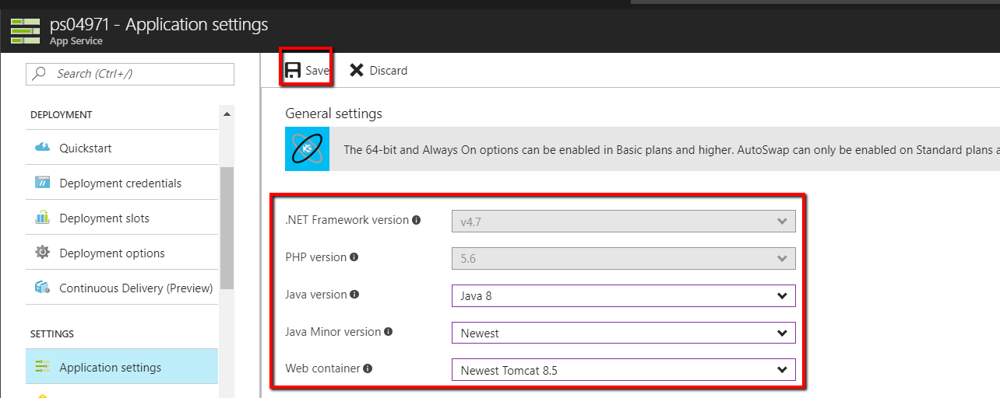 ps04971 - Application settings
App Service
Search (Ctrl+/)
DEPLOYMENT
Quickstart
Deployment credentials
Deployment slots
Deployment options
Continuous Delivery (Preview)
SETTINGS
Application settings
Save
Discard
General settings
The 64-bit and Always On options can be enabled in Basic plans and higher. AutoSwap can only be enabled on Standard plans a
.NET Framework version
v4.7
PHP version
5.6
Java version
Java 8
Java Minor version
Newest
Web container
Newest Tomcat 8.5